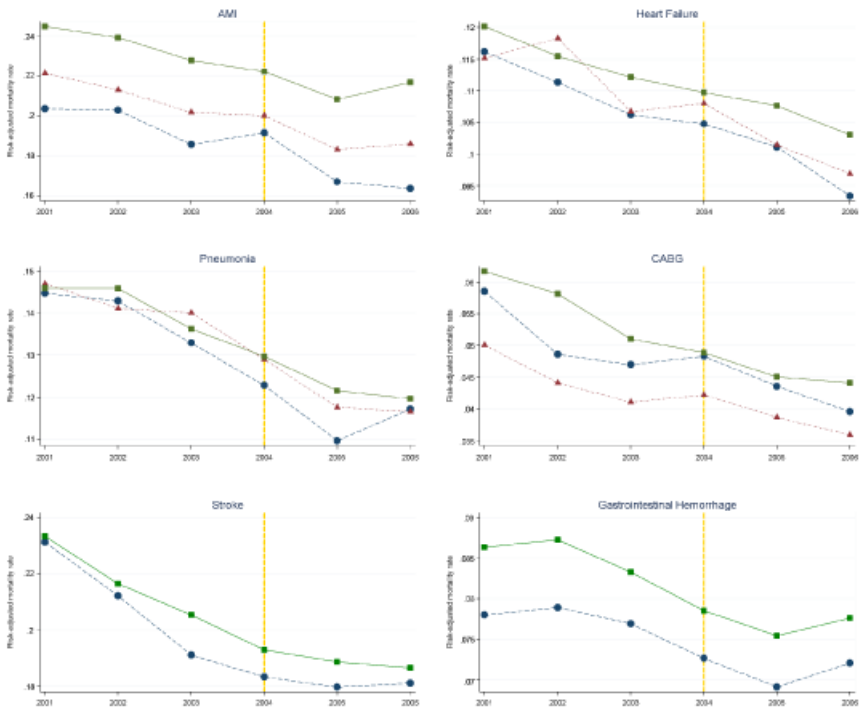 AMI
Risk-adjusted mortality rate
.24
.22
.2
.18
.16
2001 2002 2003 2004 2005 2006
Heart Failure
Risk-adjusted mortality rate
.12
.115
.11
.105
.1
.095
2001 2002 2003 2004 2005 2006
Pneumonia
Risk-adjusted mortality rate
.15
.14
.13
.12
.11
2001 2002 2003 2004 2005 2006
CABG
Risk-adjusted mortality rate
.06
.055
.05
.045
.04
.035
2001 2002 2003 2004 2005 2006
Stroke
Risk-adjusted mortality rate
.24
.22
.2
.18
2001 2002 2003 2004 2005 2006
Gastrointestinal Hemorrhage
Risk-adjusted mortality rate
.09
.085
.08
.075
.07
2001 2002 2003 2004 2005 2006